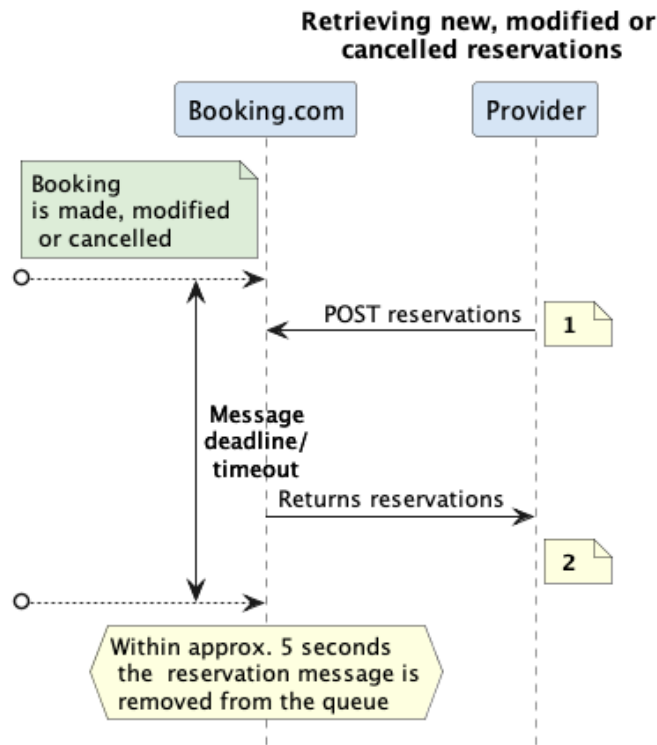 Retrieving new, modified or
cancelled reservations
Booking.com
Provider
Booking
is made, modified
or cancelled
POST reservations
1
Message
deadline/
timeout
Returns reservations
2
Within approx. 5 seconds
the reservation message is
removed from the queue